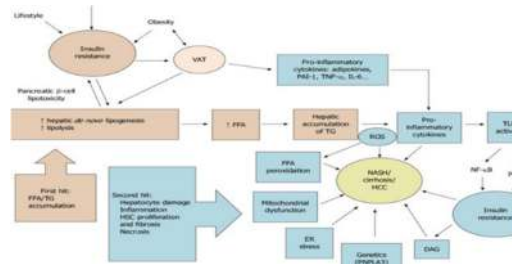 Lifestyle
Obesity
Insulin
resistance
VAT
Pro-inflammatory
cytokines: adipokines,
PAI-1, TNF-α, IL-6...
Pancreatic β-cell
lipotoxicity
↑ hepatic de novo lipogenesis
↑ lipolysis
↑ FFA
Hepatic
accumulation
of TG
ROS
Pro-
inflammatory
cytokines
First hit:
FFA/TG
accumulation
Second hit:
Hepatocyte damage
Inflammation
HSC proliferation
and fibrosis
Necrosis
FFA
peroxidation
Mitochondrial
dysfunction
ER
stress
Genetics
(PNPLA3)
NASH/
cirrhosis/
HCC
NF-κB
Insulin
resistance
DAG